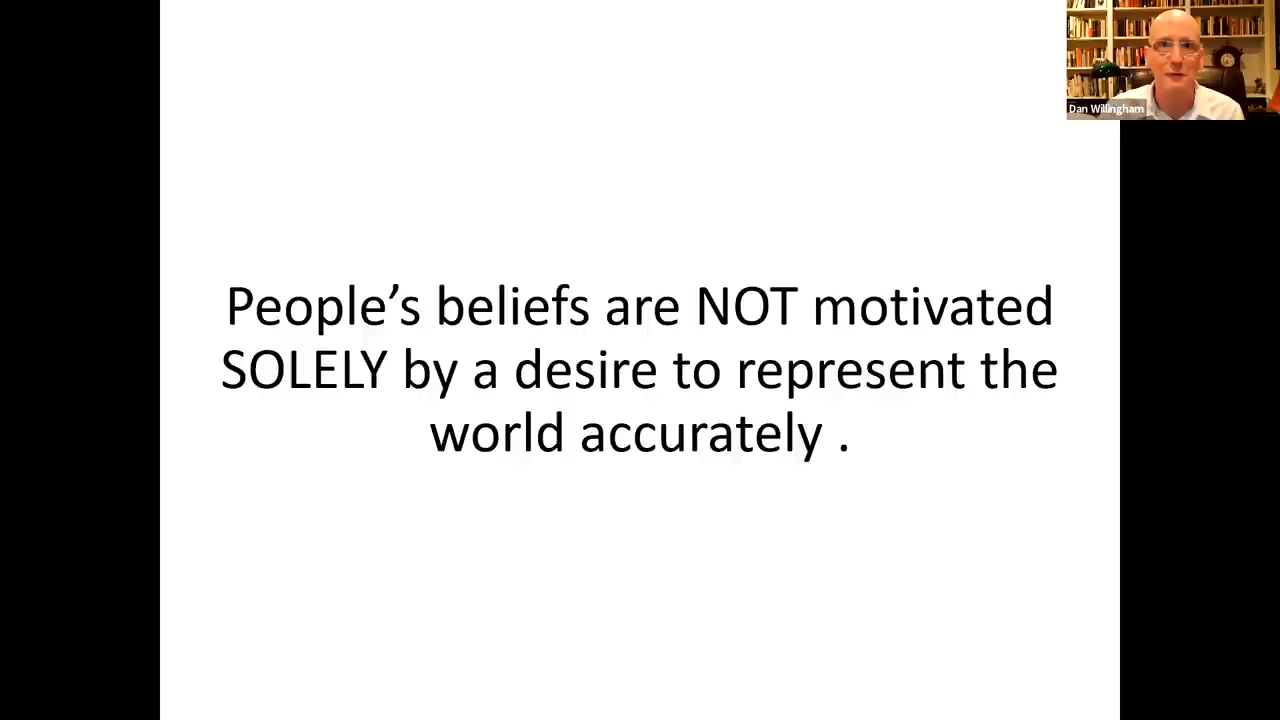 Dan Willingham
People’s beliefs are NOT motivated
SOLELY by a desire to represent the
world accurately .